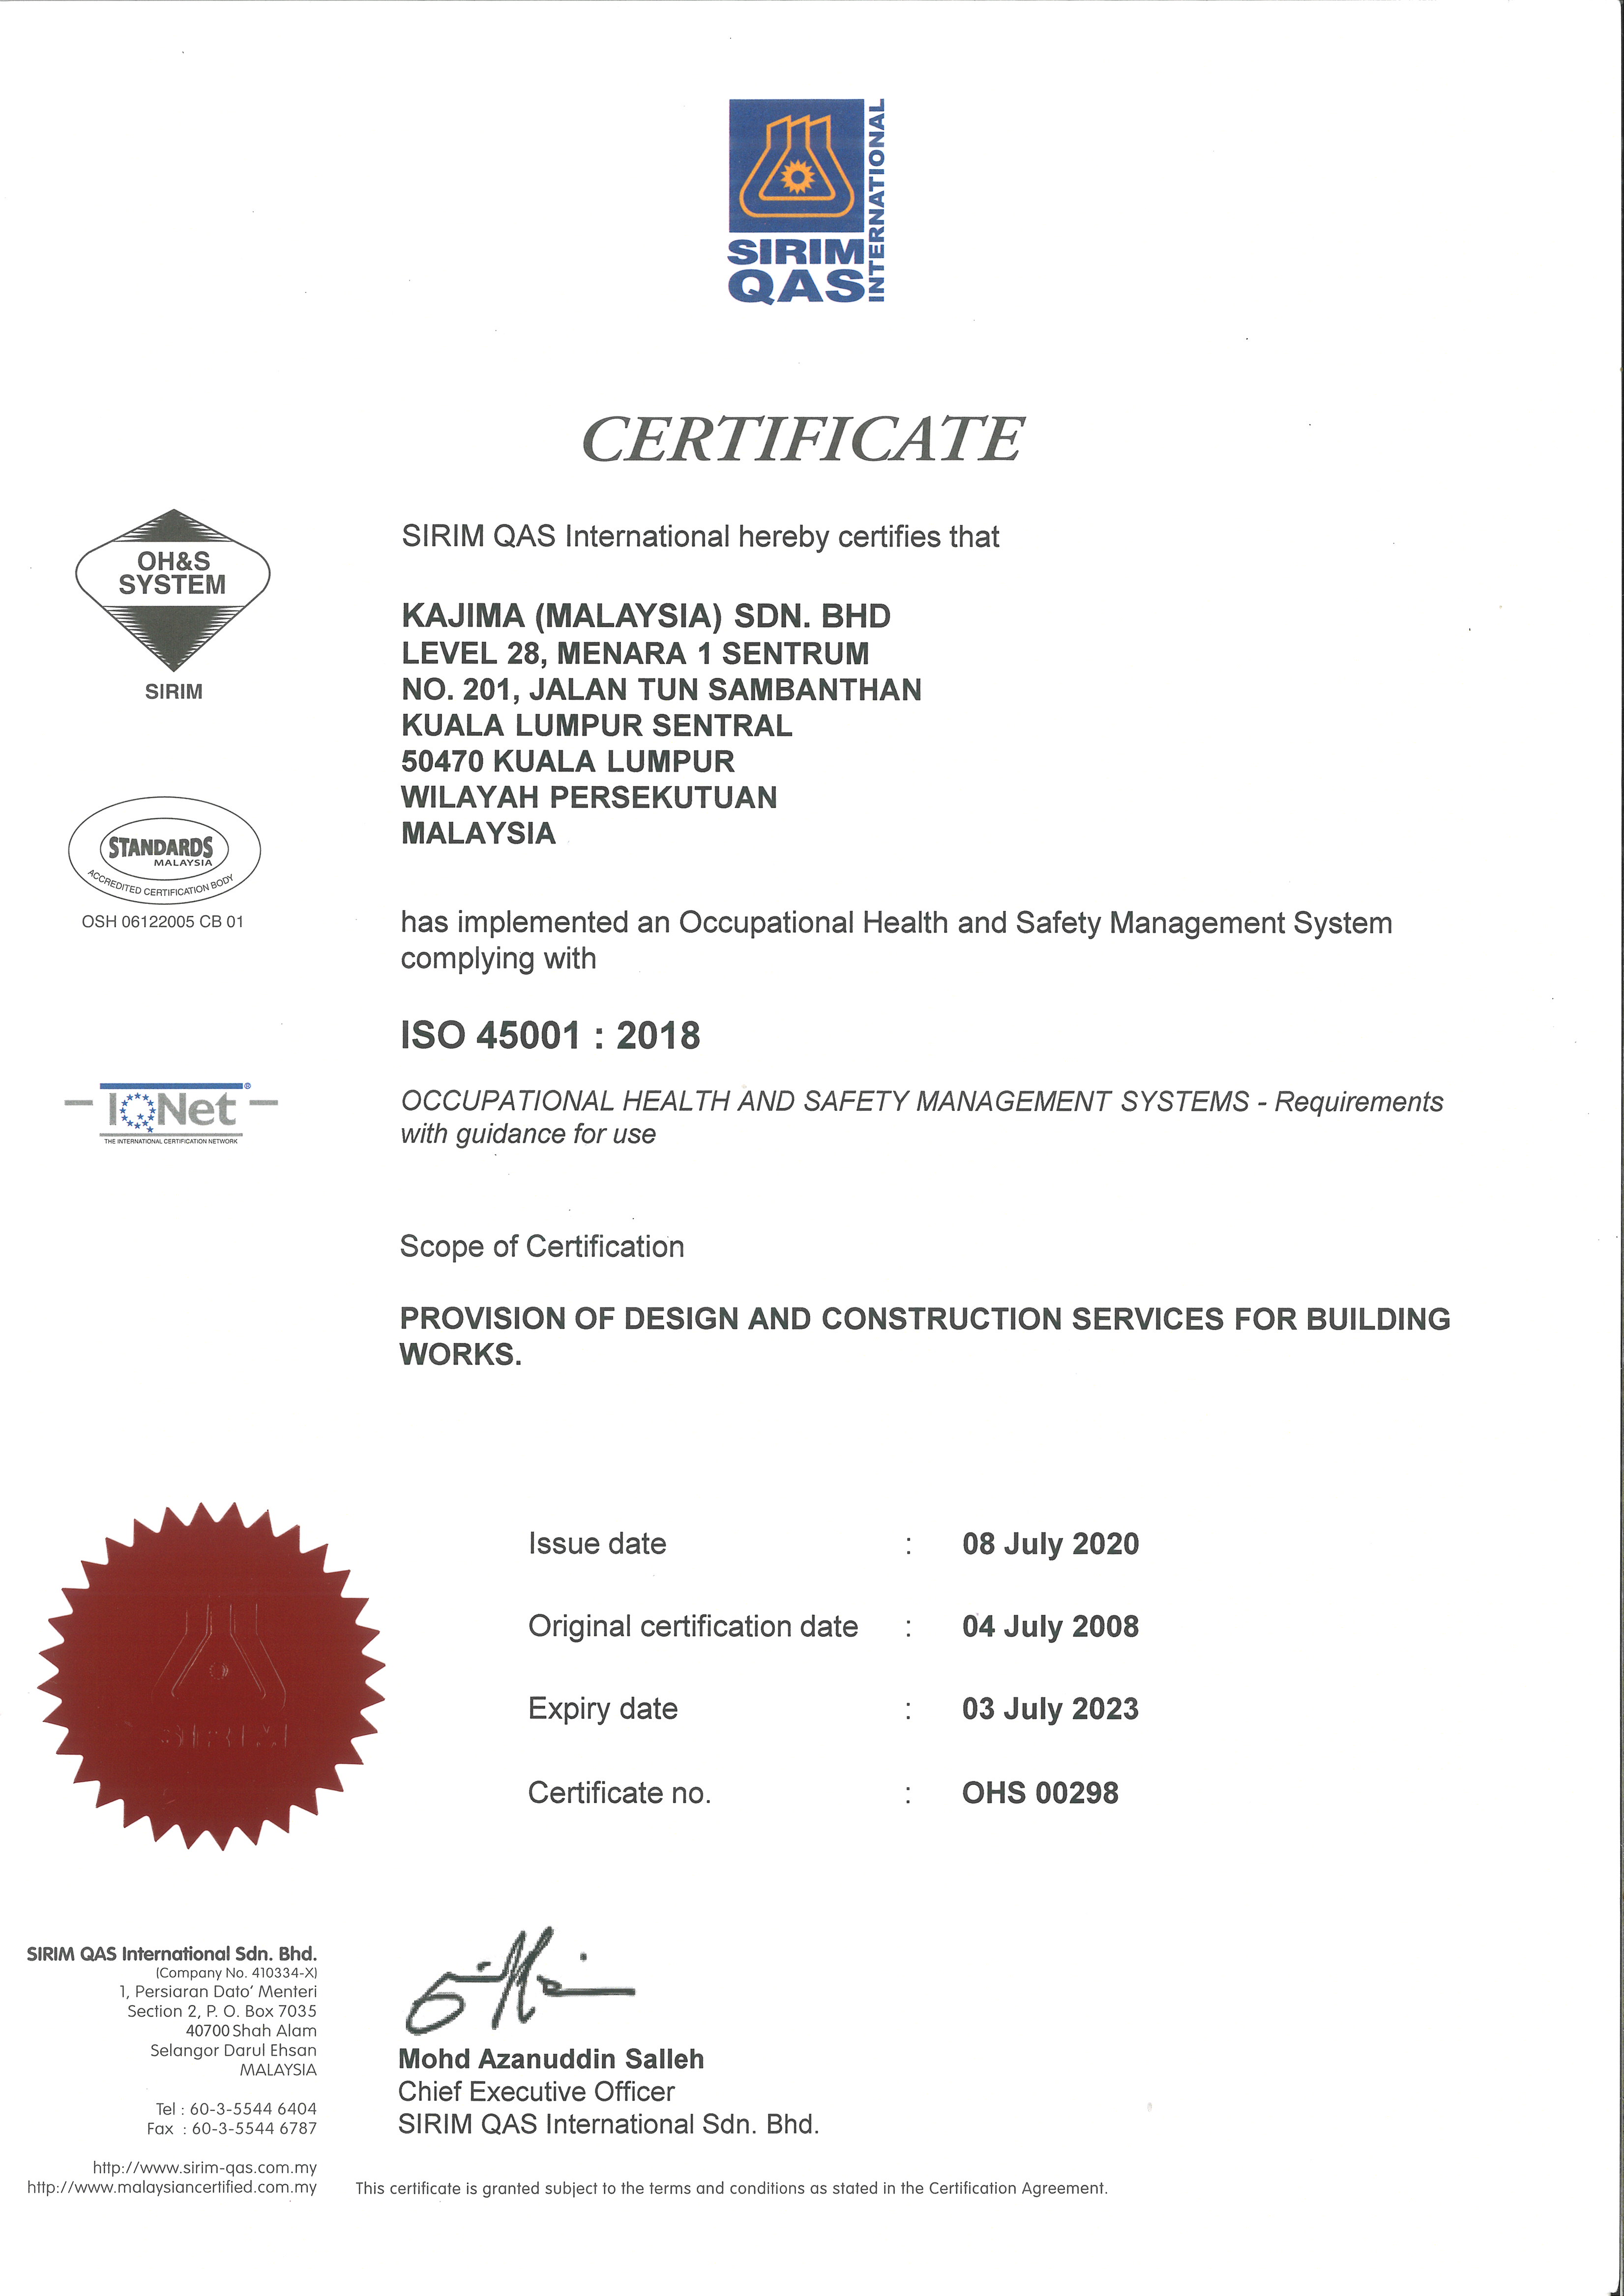 SIRIM
QAS
INTERNATIONAL
CERTIFICATE
OH&S
SYSTEM
SIRIM
SIRIM QAS International hereby certifies that
KAJIMA (MALAYSIA) SDN. BHD
LEVEL 28, MENARA 1 SENTRUM
NO. 201, JALAN TUN SAMBANTHAN
KUALA LUMPUR SENTRAL
50470 KUALA LUMPUR
WILAYAH PERSEKUTUAN
MALAYSIA
STANDARDS
MALAYSIA
ACCREDITED CERTIFICATION BODY
OSH 06122005 CB 01
has implemented an Occupational Health and Safety Management System
complying with
ISO 45001 : 2018
IQNet®
THE INTERNATIONAL CERTIFICATION NETWORK
OCCUPATIONAL HEALTH AND SAFETY MANAGEMENT SYSTEMS - Requirements
with guidance for use
Scope of Certification
PROVISION OF DESIGN AND CONSTRUCTION SERVICES FOR BUILDING
WORKS.
Issue date : 08 July 2020
Original certification date : 04 July 2008
Expiry date : 03 July 2023
Certificate no. : OHS 00298
SIRIM
SIRIM QAS International Sdn. Bhd.
(Company No. 410334-X)
1, Persiaran Dato' Menteri
Section 2, P. O. Box 7035
40700 Shah Alam
Selangor Darul Ehsan
MALAYSIA
Tel : 60-3-5544 6404
Fax : 60-3-5544 6787
http://www.sirim-qas.com.my
http://www.malaysiancertified.com.my
Mohd Azanuddin Salleh
Chief Executive Officer
SIRIM QAS International Sdn. Bhd.
This certificate is granted subject to the terms and conditions as stated in the Certification Agreement.